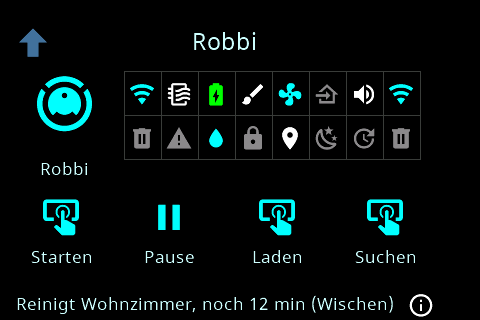 Robbi
Robbi
Starten Pause Laden Suchen
Reinigt Wohnzimmer, noch 12 min (Wischen)